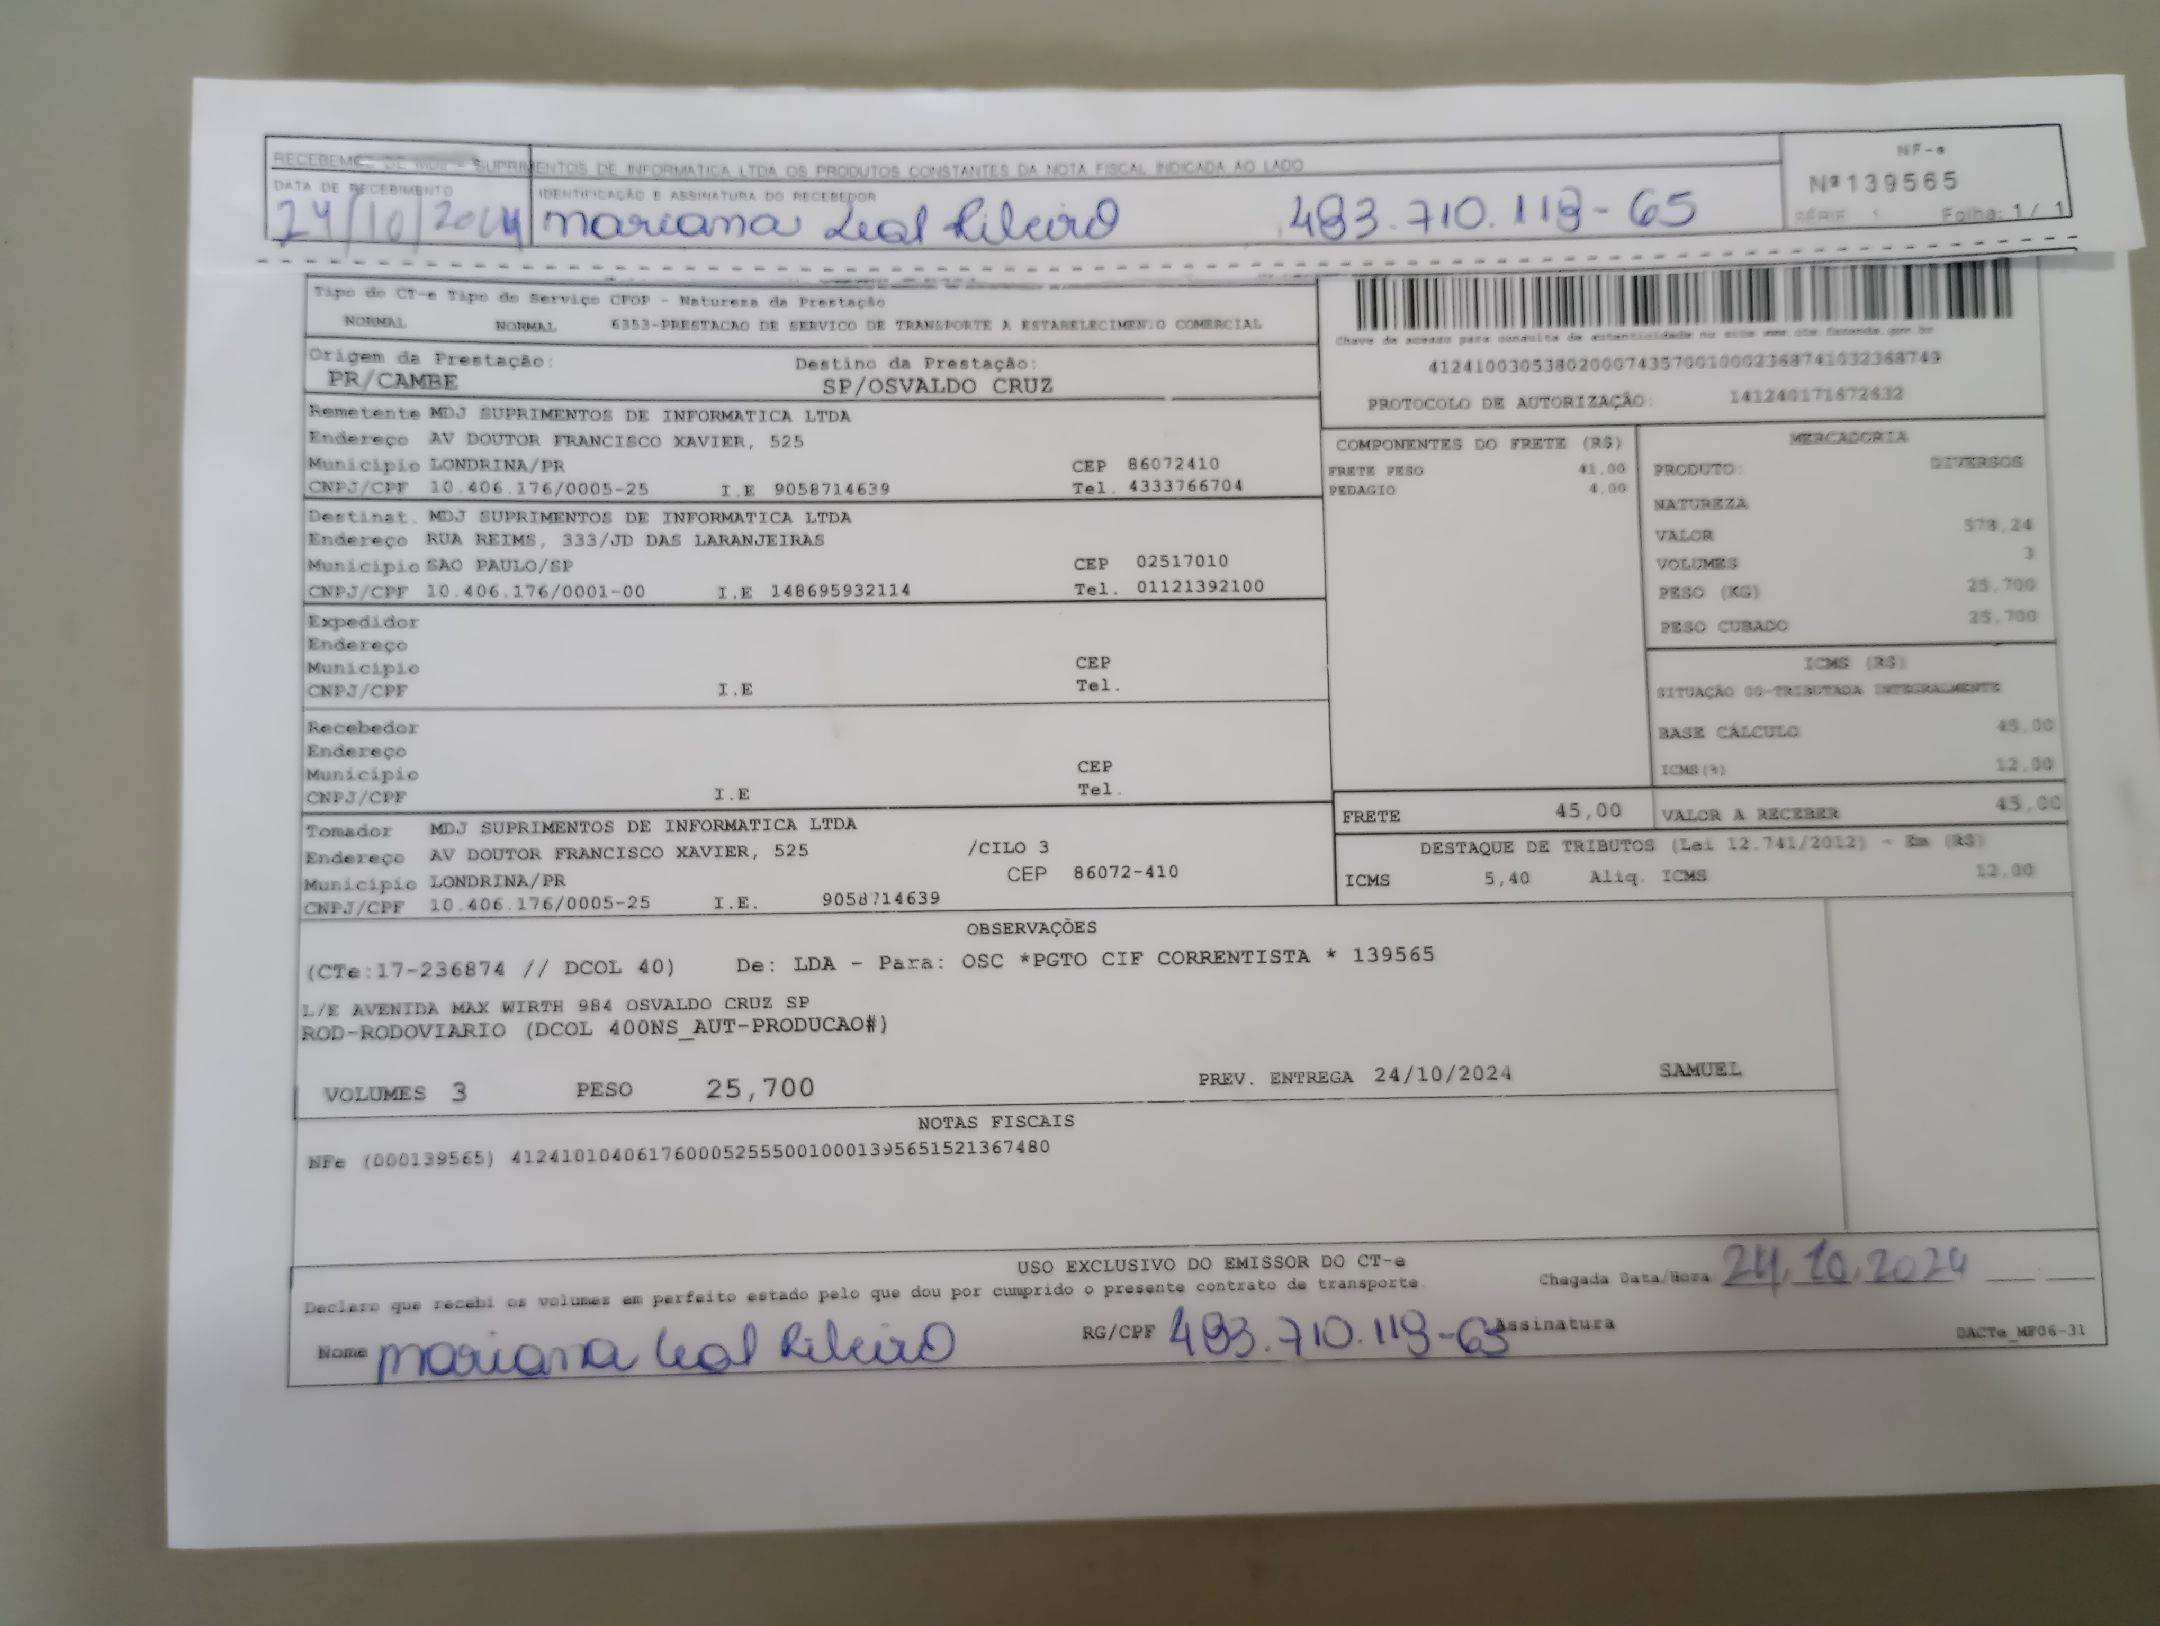 RECEBEMOS DE MDJ - SUPRIMENTOS DE INFORMATICA LTDA OS PRODUTOS CONSTANTES DA NOTA FISCAL INDICADA AO LADO
DATA DE RECEBIMENTO IDENTIFICAÇÃO E ASSINATURA DO RECEBEDOR
24/10/2024 mariana Leal Ribeiro 493.710.118-65
NF-e
Nº139565
SÉRIE 1 Folha: 1/ 1
Tipo do CT-e Tipo do Serviço CFOP - Natureza da Prestação
NORMAL NORMAL 6353-PRESTACAO DE SERVICO DE TRANSPORTE A ESTABELECIMENTO COMERCIAL
Chave de acesso para consulta de autenticidade no site www.cte.fazenda.gov.br
41241003053802000743570010002368741032368749
PROTOCOLO DE AUTORIZAÇÃO: 141240171672632
Origem da Prestação: Destino da Prestação:
PR/CAMBE SP/OSVALDO CRUZ
Remetente MDJ SUPRIMENTOS DE INFORMATICA LTDA
Endereço AV DOUTOR FRANCISCO XAVIER, 525
Municipio LONDRINA/PR CEP 86072410
CNPJ/CPF 10.406.176/0005-25 I.E 9058714639 Tel. 4333766704
Destinat. MDJ SUPRIMENTOS DE INFORMATICA LTDA
Endereço RUA REIMS, 333/JD DAS LARANJEIRAS
Municipio SAO PAULO/SP CEP 02517010
CNPJ/CPF 10.406.176/0001-00 I.E 148695932114 Tel. 01121392100
Expedidor
Endereço
Municipio CEP
CNPJ/CPF I.E Tel.
Recebedor
Endereço
Municipio CEP
CNPJ/CPF I.E Tel.
Tomador MDJ SUPRIMENTOS DE INFORMATICA LTDA
Endereço AV DOUTOR FRANCISCO XAVIER, 525 /CILO 3
Municipio LONDRINA/PR CEP 86072-410
CNPJ/CPF 10.406.176/0005-25 I.E. 9058714639
COMPONENTES DO FRETE (R$)
FRETE PESO 41,00
PEDAGIO 4,00
MERCADORIA
PRODUTO: DIVERSOS
NATUREZA
VALOR 578,24
VOLUMES 3
PESO (KG) 25,700
PESO CUBADO 25,700
ICMS (R$)
SITUAÇÃO 00-TRIBUTADA INTEGRALMENTE
BASE CÁLCULO 45,00
ICMS(%) 12,00
FRETE 45,00 VALOR A RECEBER 45,00
DESTAQUE DE TRIBUTOS (Lei 12.741/2012) - Em (R$)
ICMS 5,40 Aliq. ICMS 12,00
OBSERVAÇÕES
(CTe:17-236874 // DCOL 40) De: LDA - Para: OSC *PGTO CIF CORRENTISTA * 139565
L/E AVENIDA MAX WIRTH 984 OSVALDO CRUZ SP
ROD-RODOVIARIO (DCOL 400NS_AUT-PRODUCAO#)
VOLUMES 3 PESO 25,700 PREV. ENTREGA 24/10/2024 SAMUEL
NOTAS FISCAIS
NFe (000139565) 41241010406176000525550010001395651521367480
USO EXCLUSIVO DO EMISSOR DO CT-e
Declaro que recebi os volumes em perfeito estado pelo que dou por cumprido o presente contrato de transporte. Chegada Data/Hora 24.10.2024
Nome mariana Leal Ribeiro RG/CPF 493.710.118-65 Assinatura DACTe_MF06-31